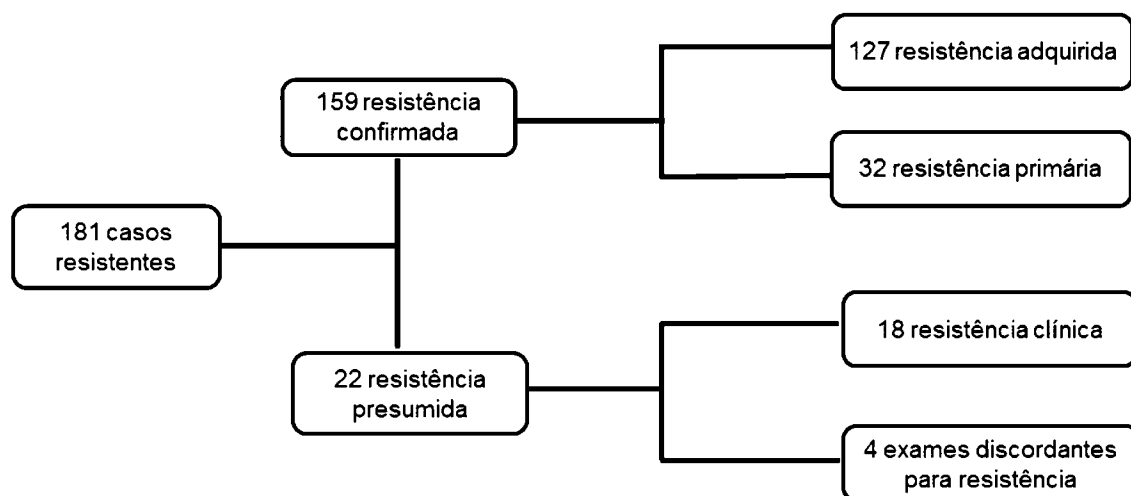 127 resistência adquirida
159 resistência
confirmada
32 resistência primária
181 casos
resistentes
18 resistência clínica
22 resistência
presumida
4 exames discordantes
para resistência